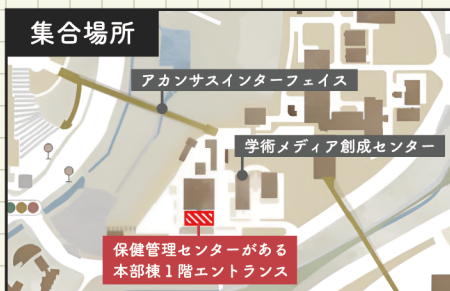 集合場所
アカンサスインターフェイス
学術メディア創成センター
保健管理センターがある
本部棟1階エントランス